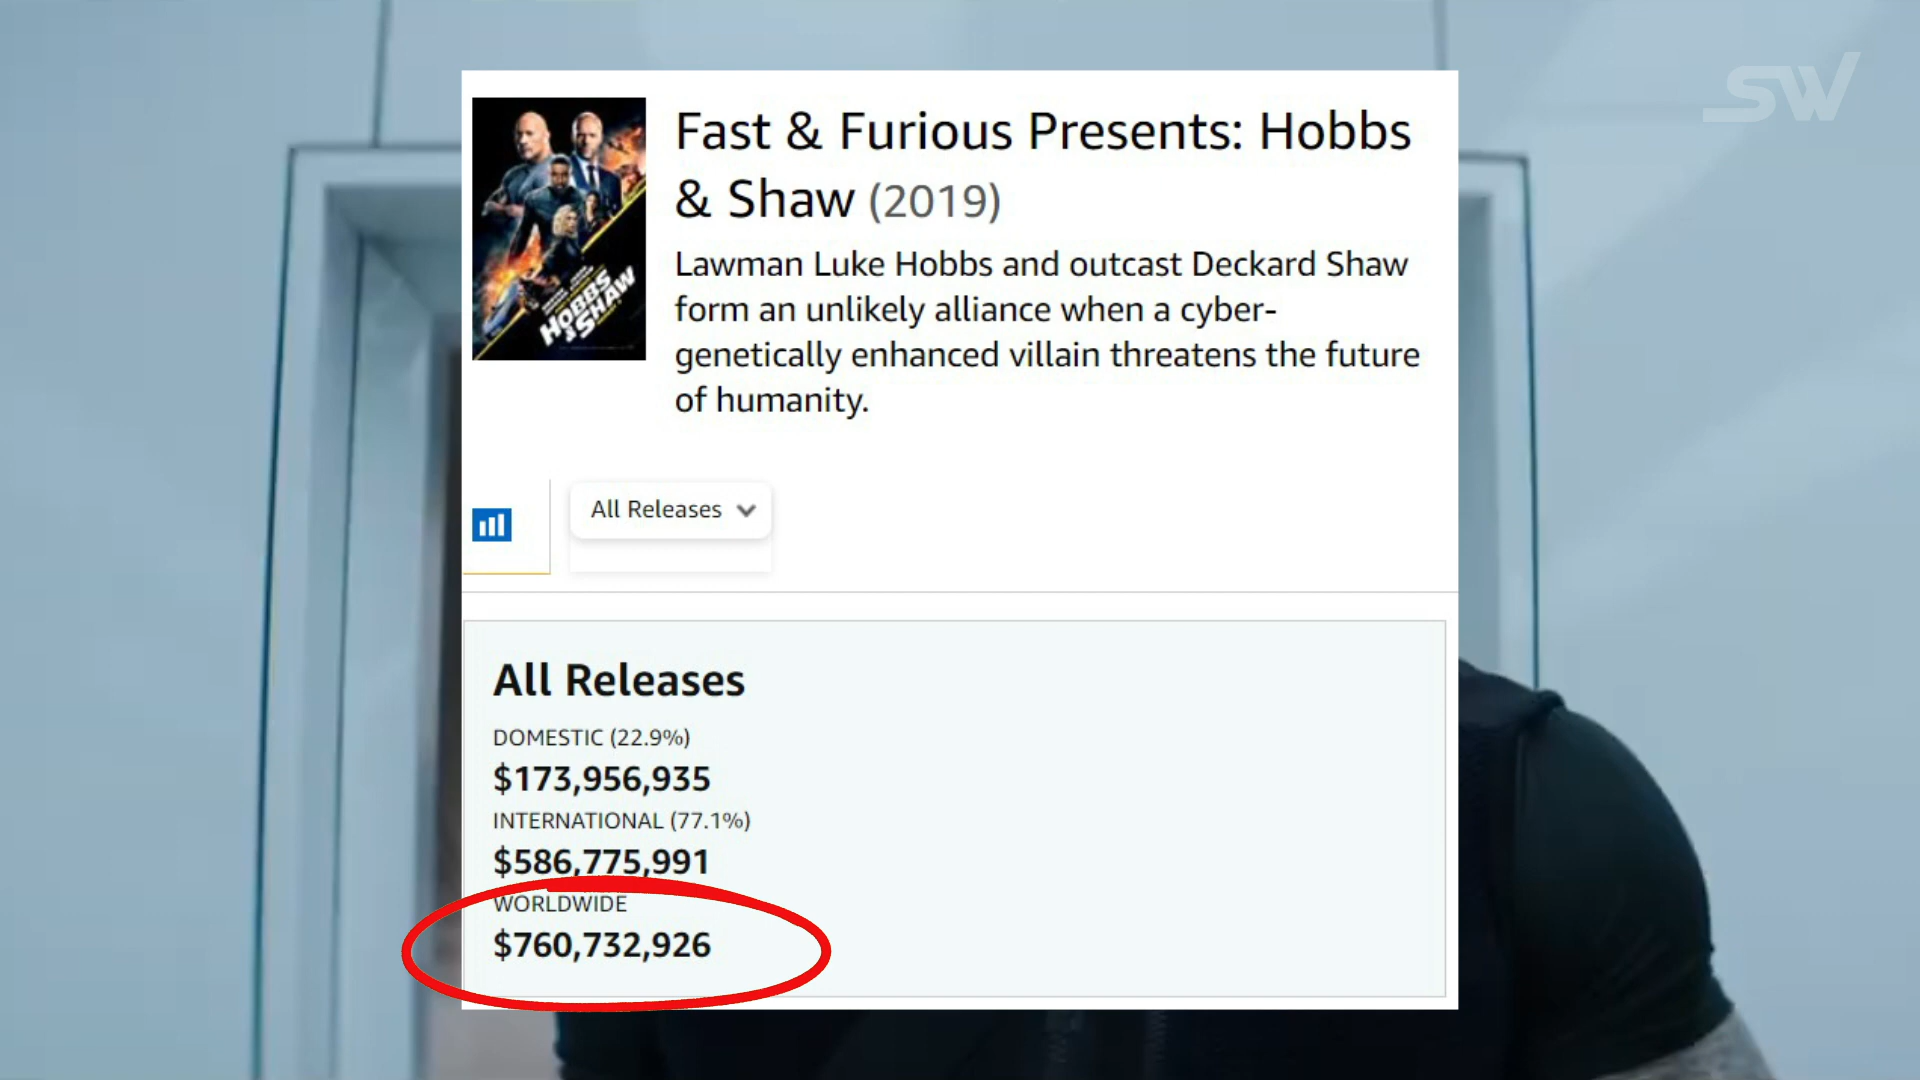 SW
Fast & Furious Presents: Hobbs
& Shaw (2019)
Lawman Luke Hobbs and outcast Deckard Shaw
form an unlikely alliance when a cyber-
genetically enhanced villain threatens the future
of humanity.
HOBBS
& SHAW
All Releases
All Releases
DOMESTIC (22.9%)
$173,956,935
INTERNATIONAL (77.1%)
$586,775,991
WORLDWIDE
$760,732,926